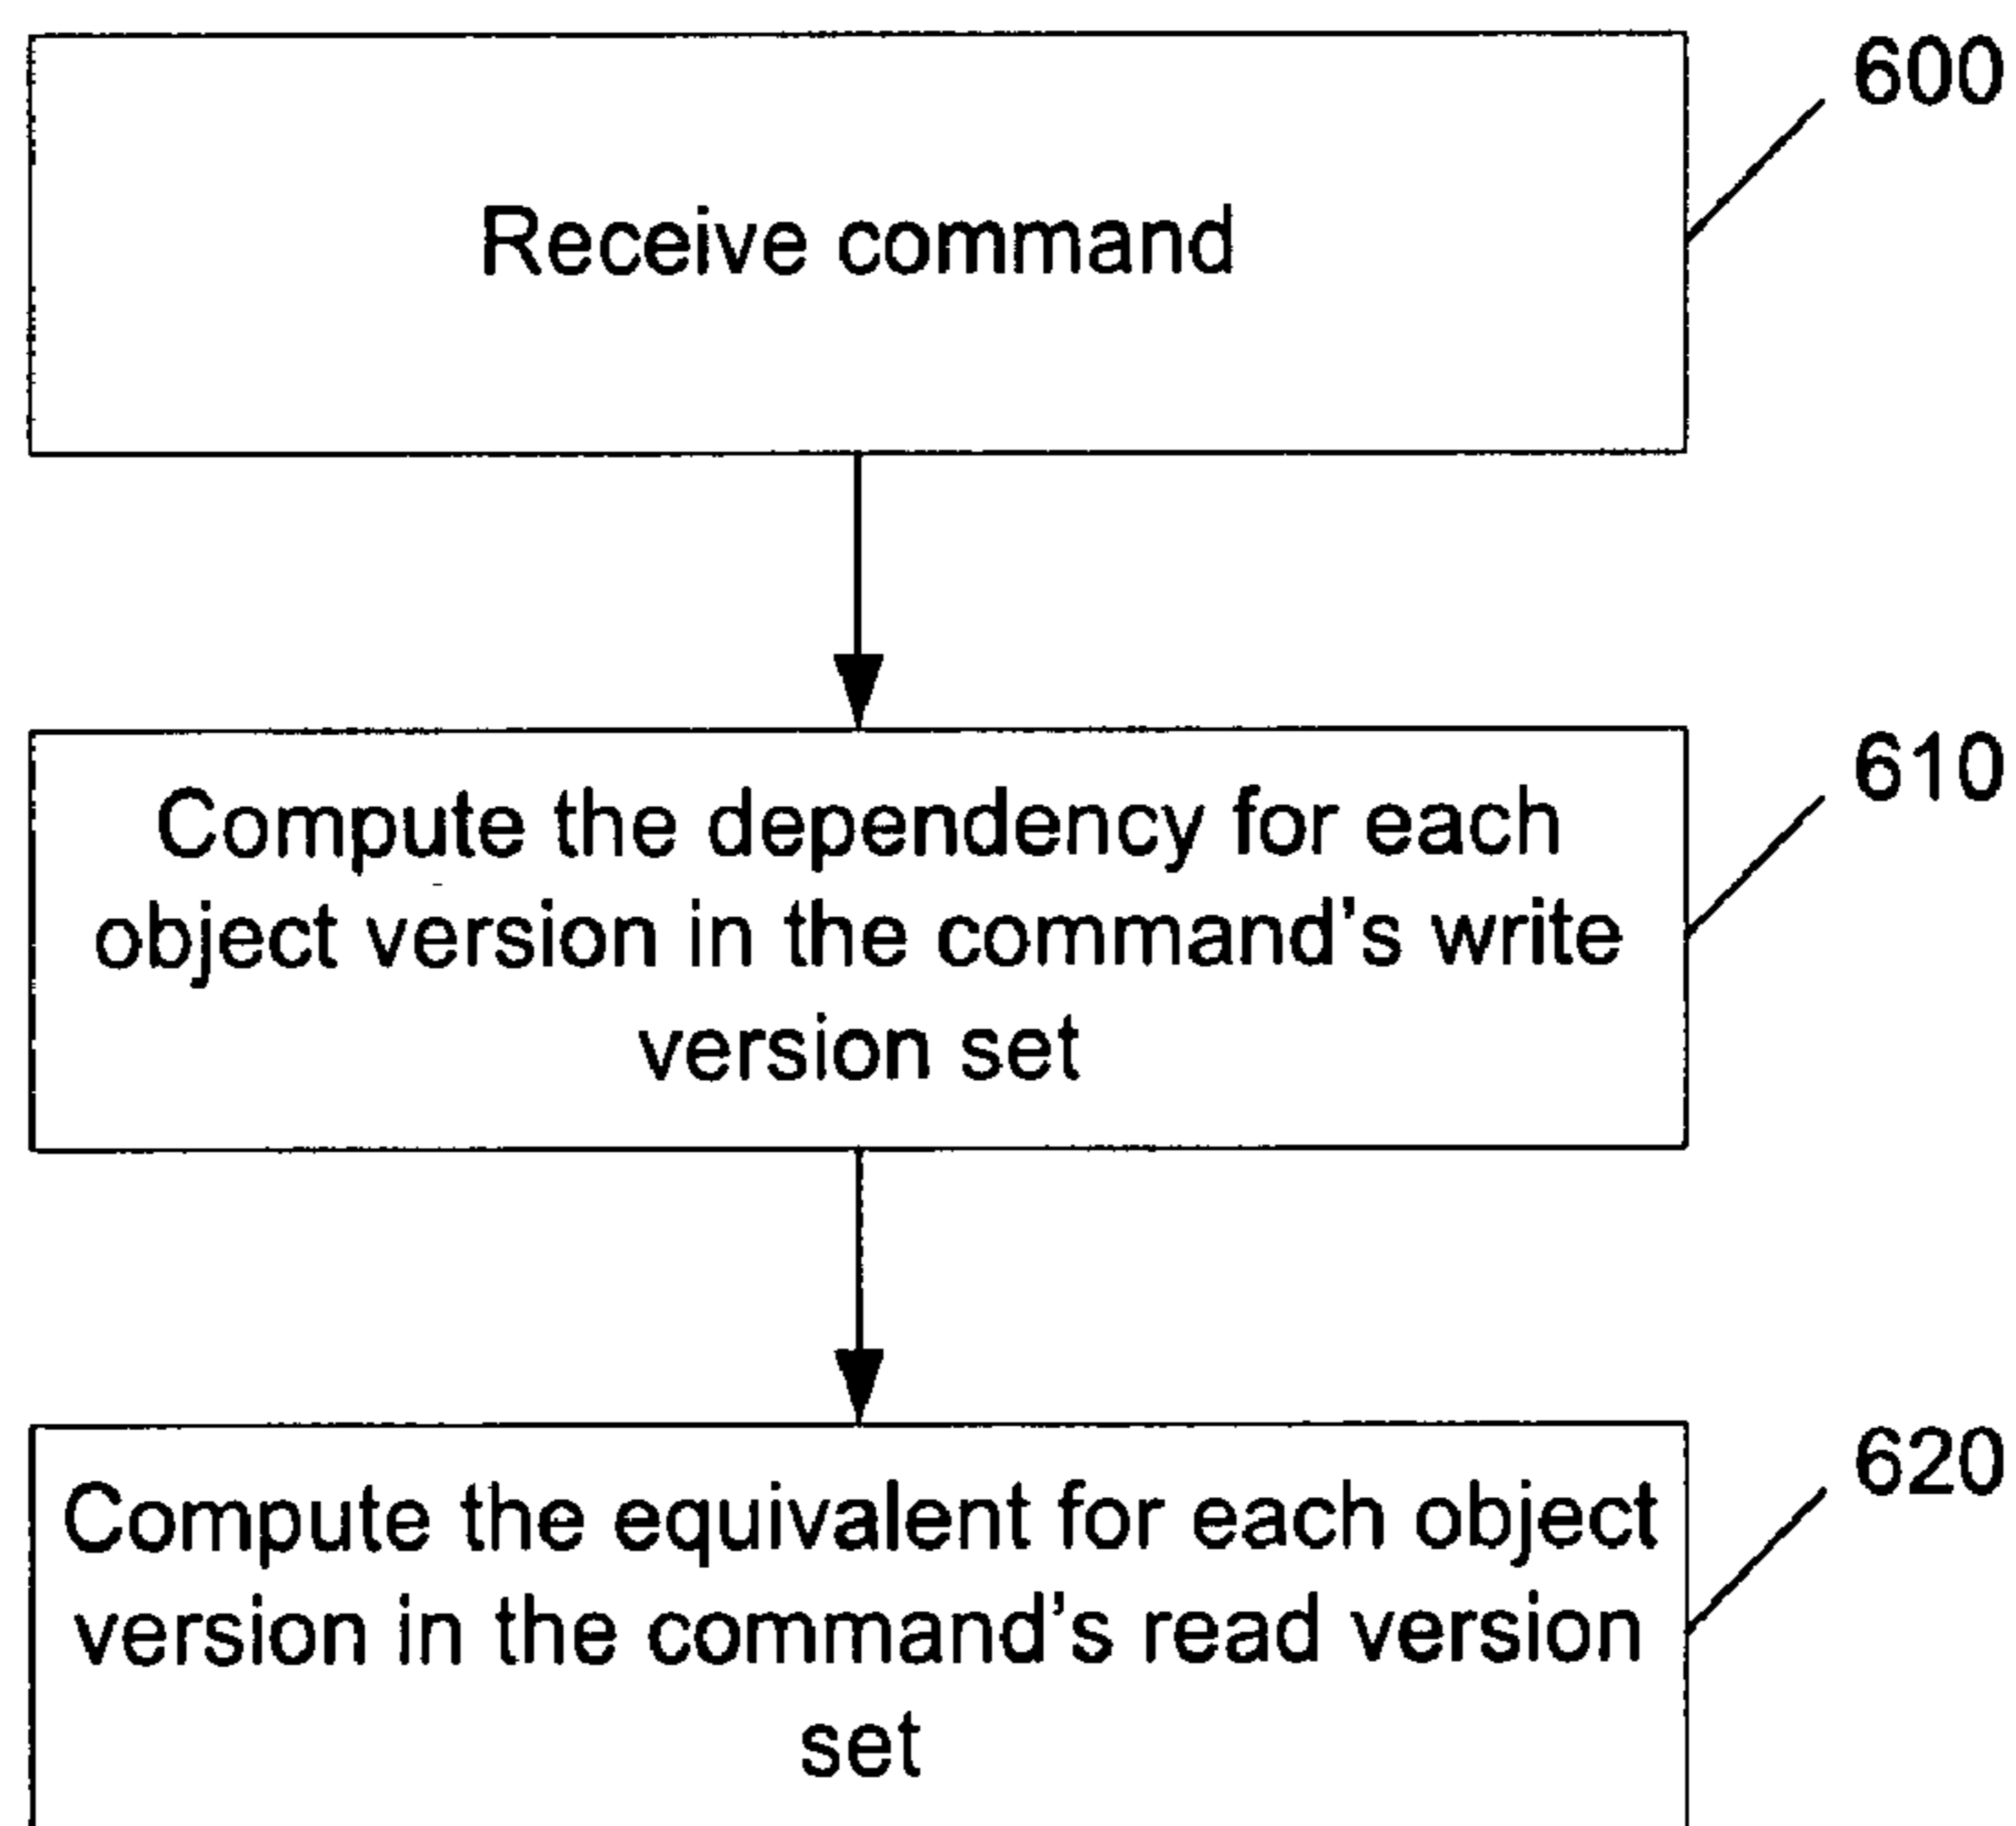 600
Receive command
610
Compute the dependency for each
object version in the command's write
version set
620
Compute the equivalent for each object
version in the command's read version
set